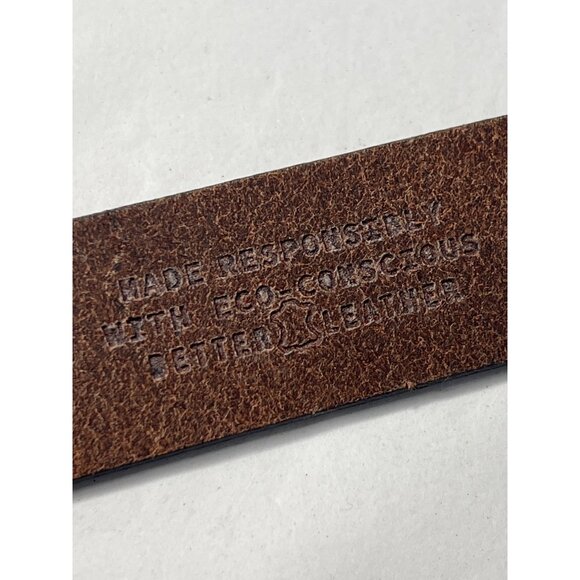 MADE RESPONSIBLY
WITH ECO-CONSCIOUS
BETTER LEATHER